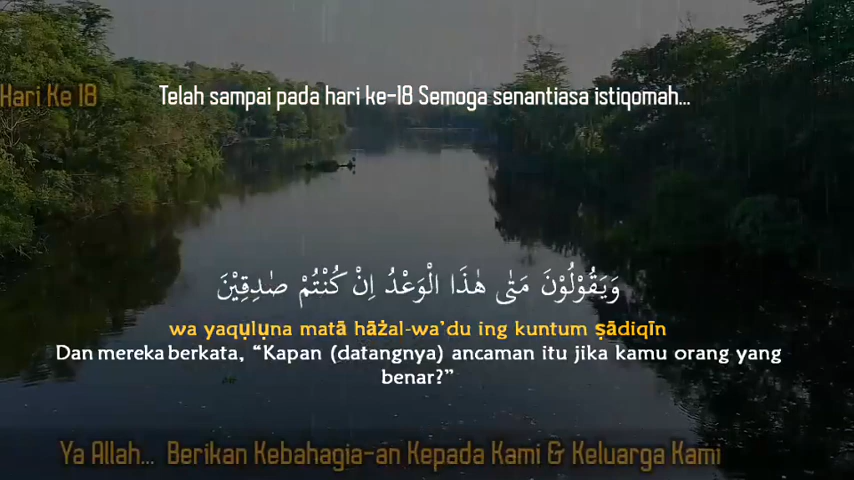 Hari Ke 18
Telah sampai pada hari ke-18 Semoga senantiasa istiqomah...
وَيَقُوْلُوْنَ مَتٰى هٰذَا الْوَعْدُ اِنْ كُنْتُمْ صٰدِقِيْنَ
wa yaqụlụna matā hāżal-wa'du ing kuntum ṣādiqīn
Dan mereka berkata, “Kapan (datangnya) ancaman itu jika kamu orang yang
benar?”
Ya Allah... Berikan Kebahagia-an Kepada Kami & Keluarga Kami